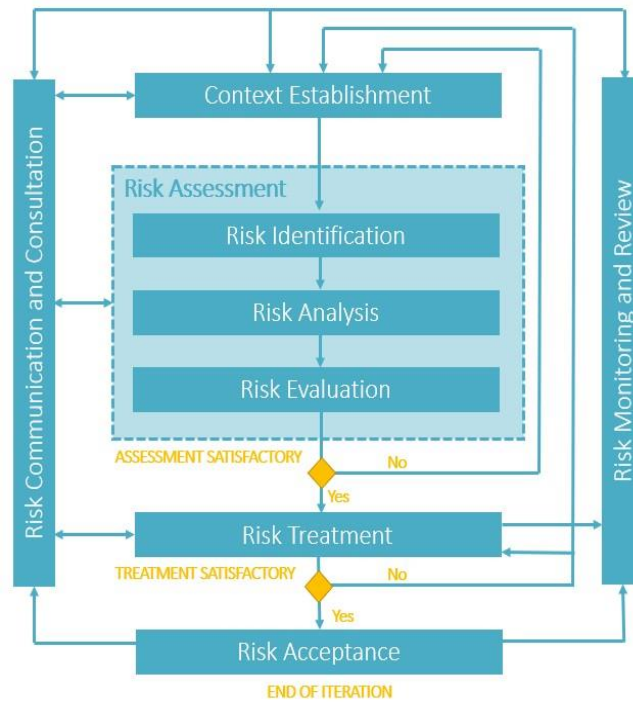 Context Establishment
Risk Communication and Consultation
Risk Monitoring and Review
Risk Assessment
Risk Identification
Risk Analysis
Risk Evaluation
ASSESSMENT SATISFACTORY
No
Yes
Risk Treatment
TREATMENT SATISFACTORY
No
Yes
Risk Acceptance
END OF ITERATION